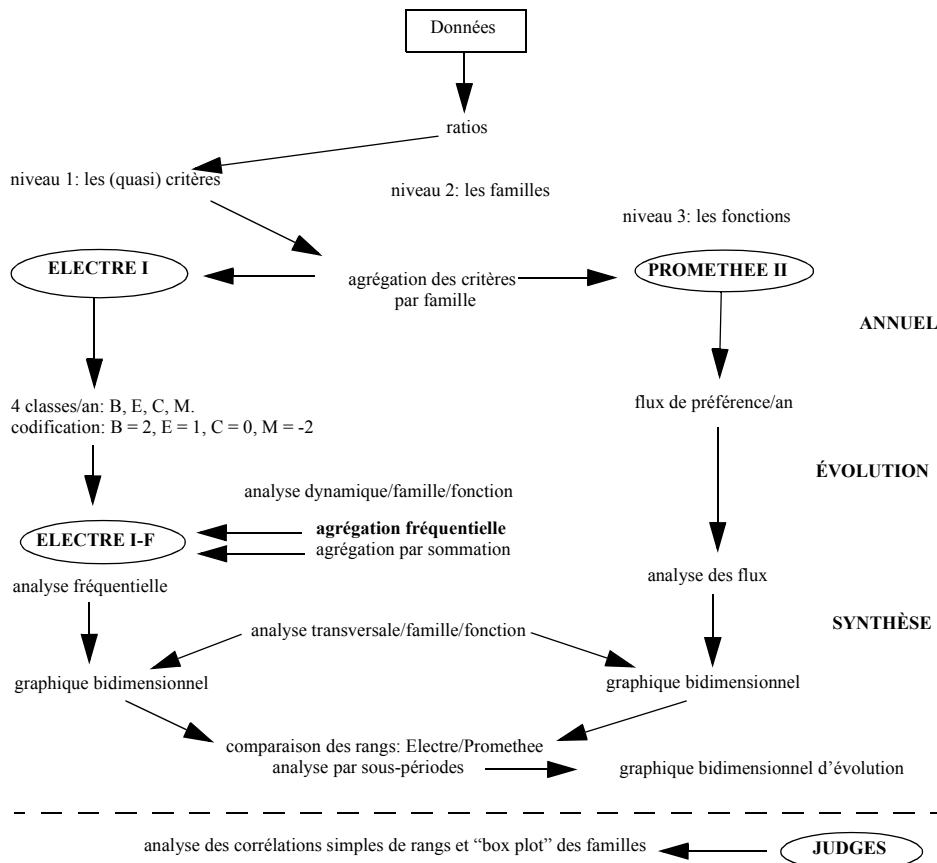 Données
ratios
niveau 1: les (quasi) critères
niveau 2: les familles
niveau 3: les fonctions
ELECTRE I
agrégation des critères
par famille
PROMETHEE II
ANNUEL
4 classes/an: B, E, C, M.
codification: B = 2, E = 1, C = 0, M = -2
flux de préférence/an
ÉVOLUTION
analyse dynamique/famille/fonction
agrégation fréquentielle
agrégation par sommation
ELECTRE I-F
analyse fréquentielle
analyse des flux
SYNTHÈSE
analyse transversale/famille/fonction
graphique bidimensionnel
graphique bidimensionnel
comparaison des rangs: Electre/Promethee
analyse par sous-périodes
graphique bidimensionnel d’évolution
analyse des corrélations simples de rangs et “box plot” des familles
JUDGES